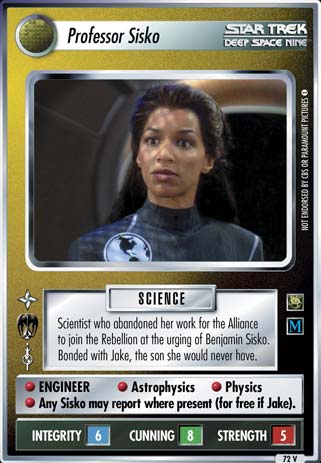 Professor Sisko
STAR TREK
DEEP SPACE NINE
NOT ENDORSED BY CBS OR PARAMOUNT PICTURES
SCIENCE
Scientist who abandoned her work for the Alliance
to join the Rebellion at the urging of Benjamin Sisko.
Bonded with Jake, the son she would never have.
M
ENGINEER Astrophysics Physics
Any Sisko may report where present (for free if Jake).
INTEGRITY 6 CUNNING 8 STRENGTH 5
72 V